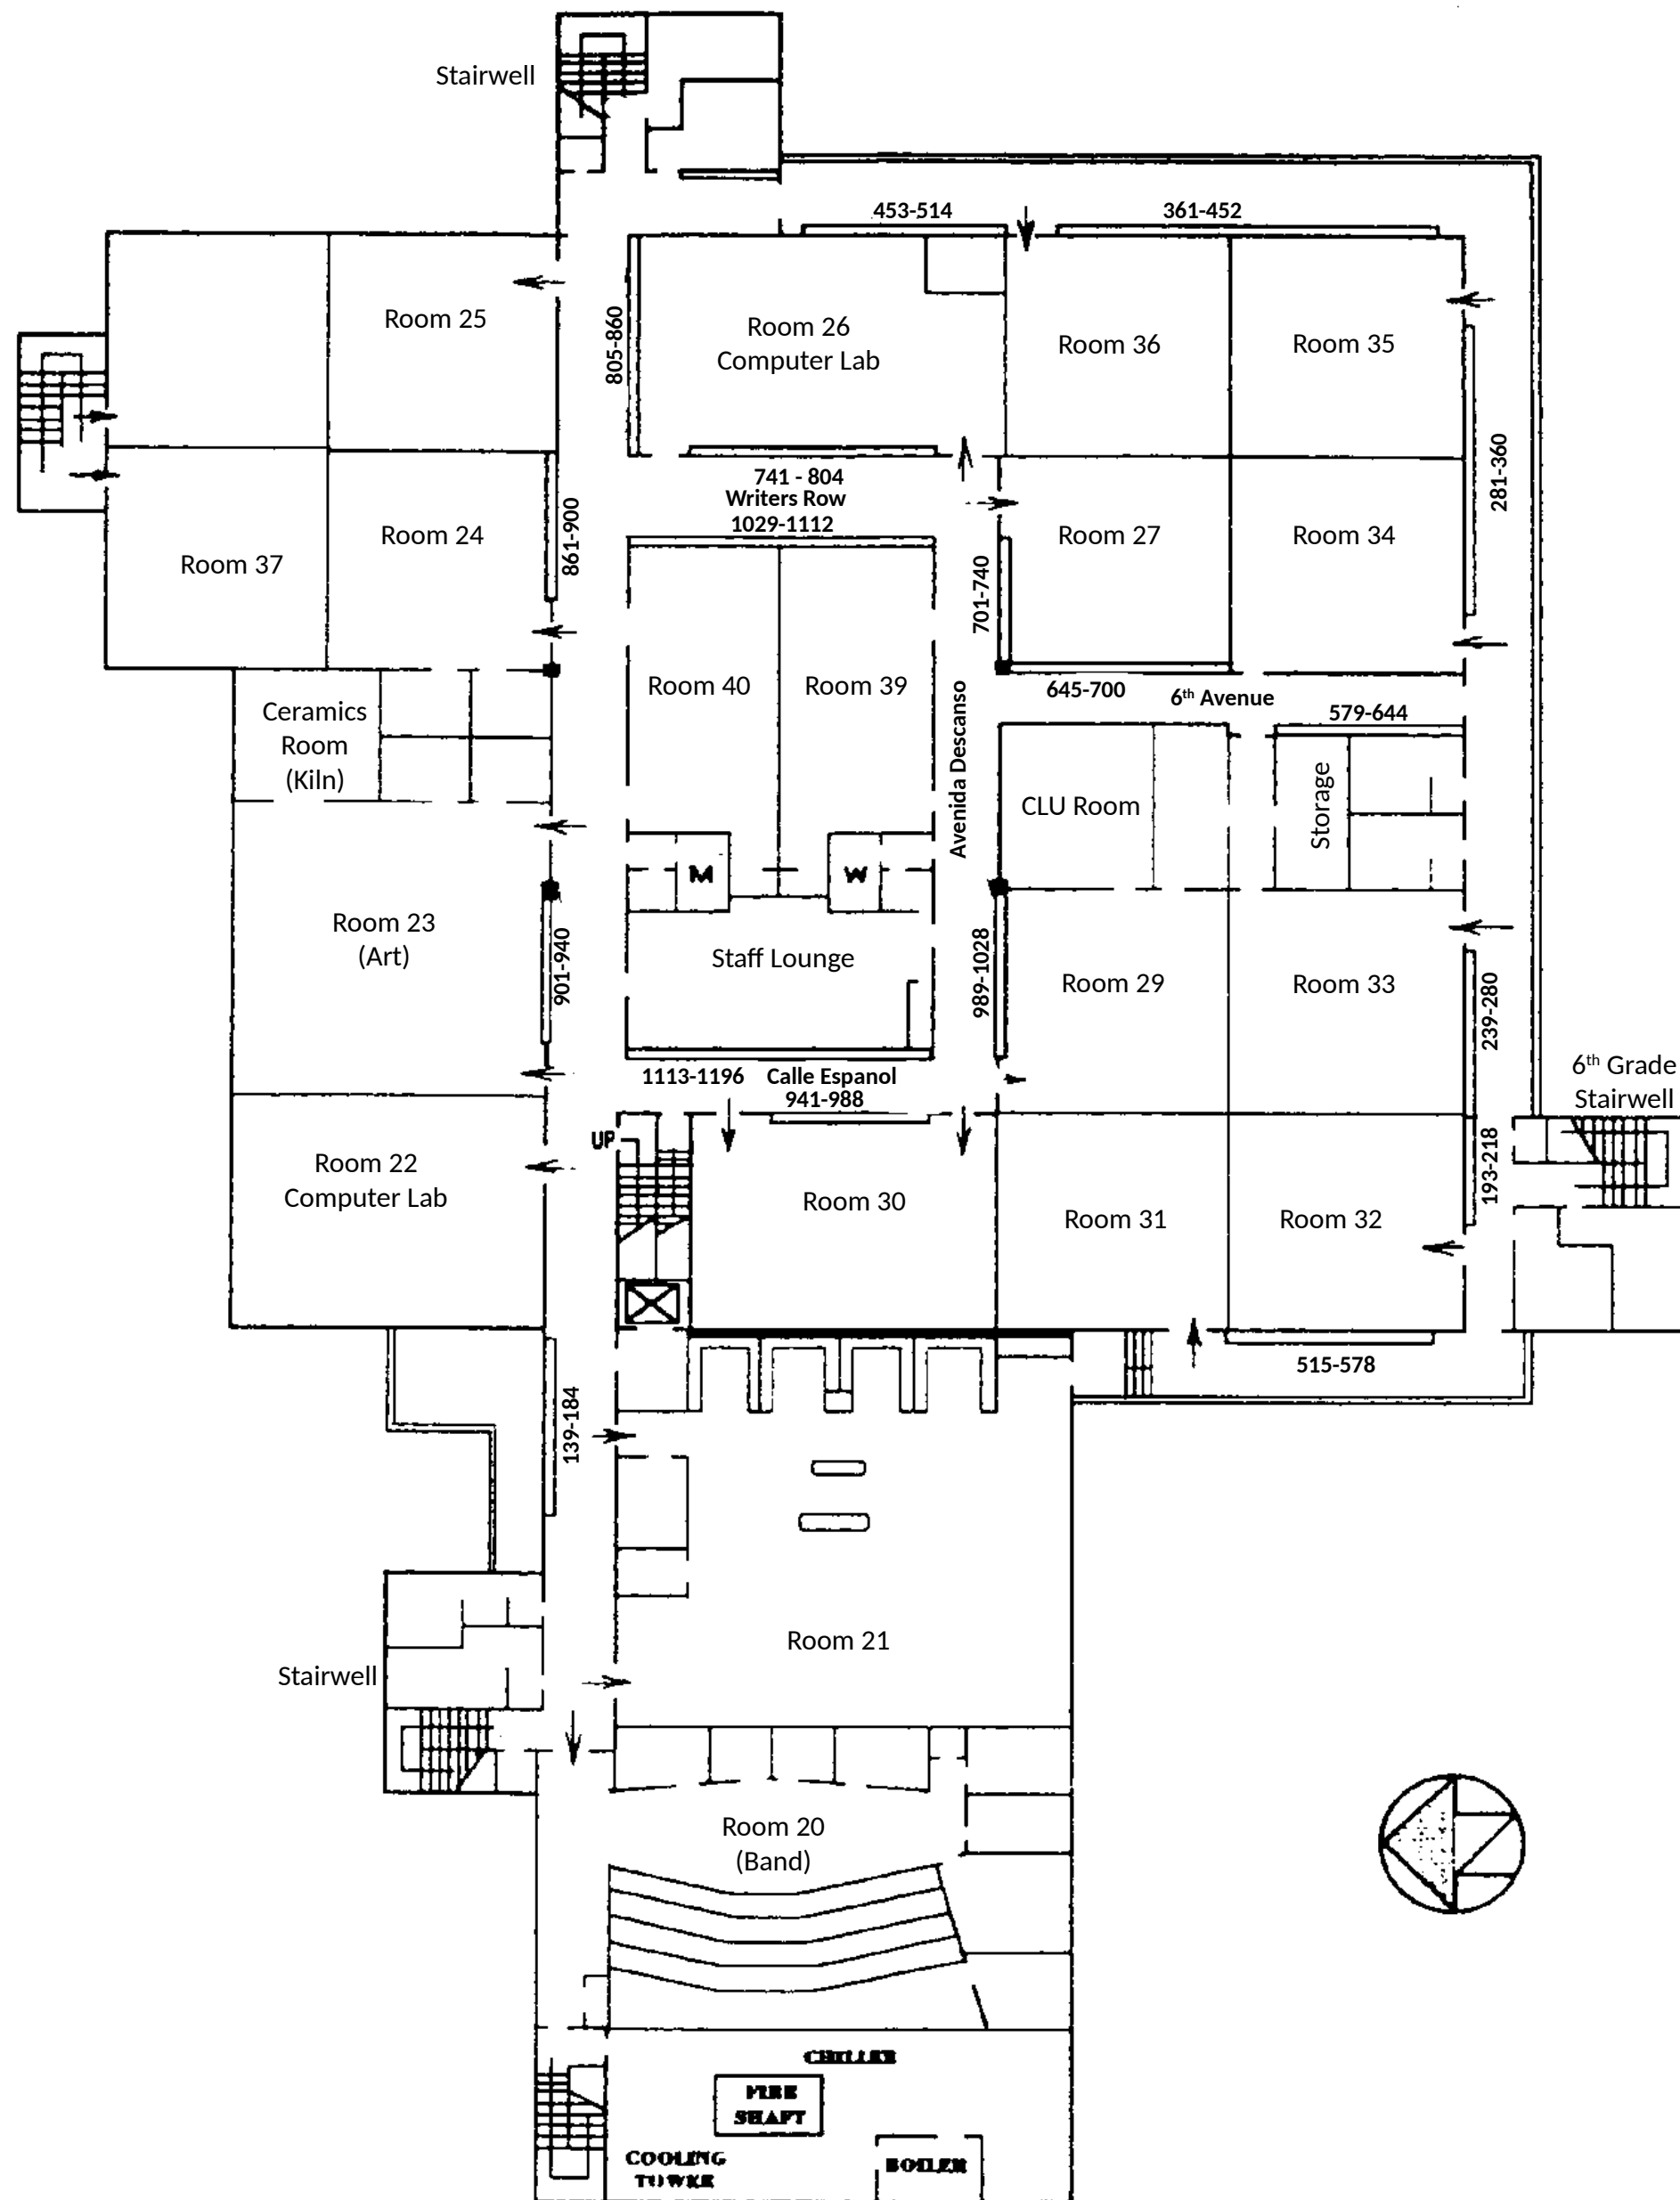 Stairwell
453-514
361-452
Room 25
805-860
Room 26
Computer Lab
Room 36
Room 35
281-360
741 - 804
Writers Row
1029-1112
861-900
Room 24
Room 37
Room 27
Room 34
701-740
Room 40
Room 39
645-700
6th Avenue
579-644
Ceramics
Room
(Kiln)
Avenida Descanso
CLU Room
Storage
M
W
Room 23
(Art)
901-940
Staff Lounge
989-1028
Room 29
Room 33
239-280
6th Grade
Stairwell
1113-1196
Calle Espanol
941-988
UP
193-218
Room 22
Computer Lab
Room 30
Room 31
Room 32
515-578
139-184
Room 21
Stairwell
Room 20
(Band)
CHILLER
FIRE
SHAFT
COOLING
TOWER
BOILER